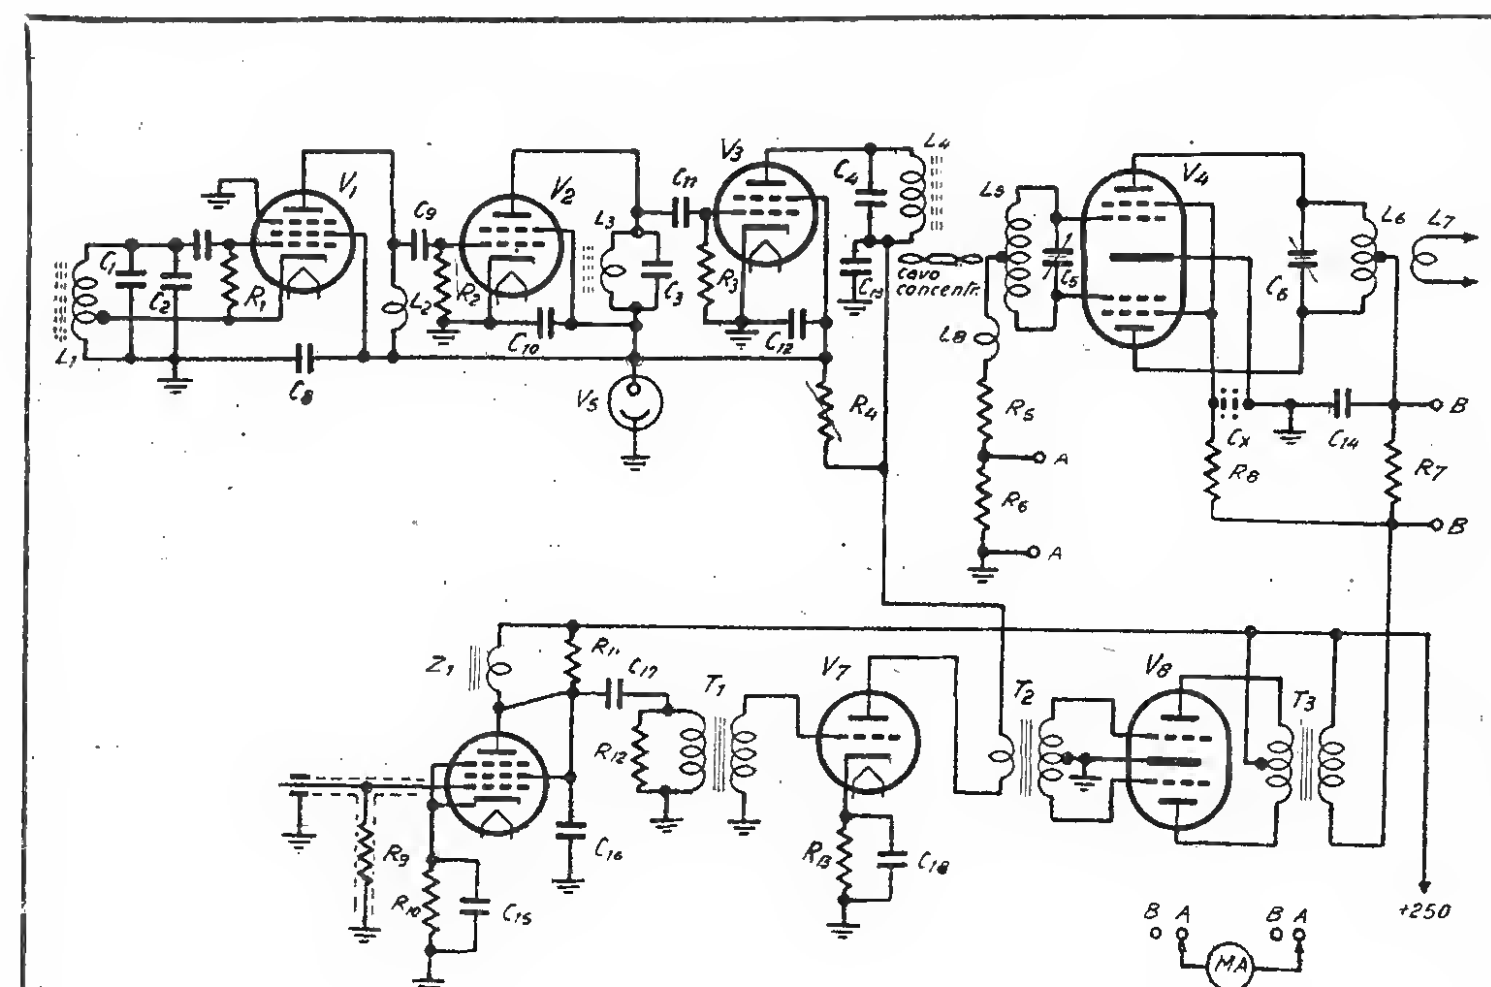 V1
V2
V3
V4
C1
C2
R1
L1
C8
C9
L2
R2
C10
L3
C3
V5
C11
R3
C12
R4
C4
L4
C13
cavo
concentr.
L5
C5
L8
R5
A
R6
A
C6
L6
L7
Cx
R8
C14
B
R7
B
Z1
R11
C17
R12
T1
V7
T2
V8
T3
R9
R10
C15
C16
R13
C18
+250
B A
B A
MA